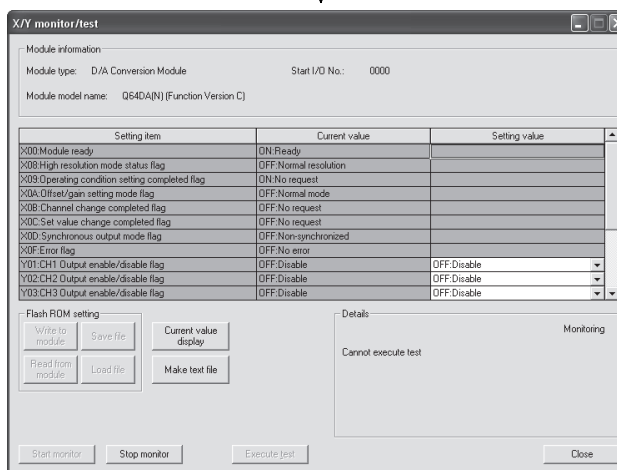 X/Y monitor/test
Module information
Module type: D/A Conversion Module Start I/O No.: 0000
Module model name: Q64DA(N) (Function Version C)
Setting item Current value Setting value
X00:Module ready ON:Ready
X08:High resolution mode status flag OFF:Normal resolution
X09:Operating condition setting completed flag ON:No request
X0A:Offset/gain setting mode flag OFF:Normal mode
X0B:Channel change completed flag OFF:No request
X0C:Set value change completed flag OFF:No request
X0D:Synchronous output mode flag OFF:Non-synchronized
X0F:Error flag OFF:No error
Y01:CH1 Output enable/disable flag OFF:Disable OFF:Disable
Y02:CH2 Output enable/disable flag OFF:Disable OFF:Disable
Y03:CH3 Output enable/disable flag OFF:Disable OFF:Disable
Flash ROM setting
Write to module
Save file
Current value display
Read from module
Load file
Make text file
Details
Monitoring
Cannot execute test
Start monitor
Stop monitor
Execute test
Close